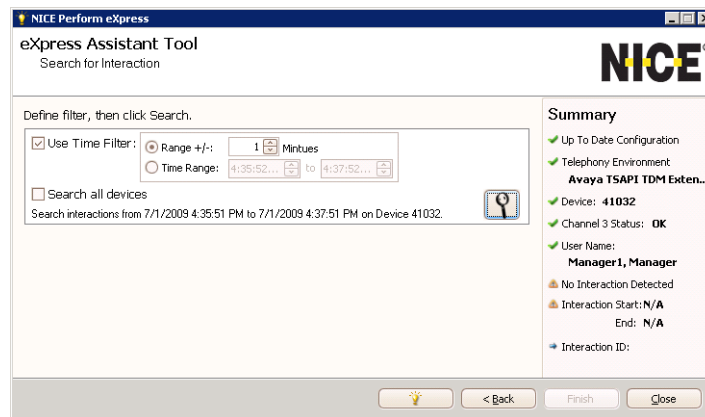 NICE Perform eXpress
eXpress Assistant Tool
Search for Interaction
NICE
Define filter, then click Search.
Use Time Filter:
Range +/-: 1 Mintues
Time Range: 4:35:52... to 4:37:52...
Search all devices
Search interactions from 7/1/2009 4:35:51 PM to 7/1/2009 4:37:51 PM on Device 41032.
Summary
Up To Date Configuration
Telephony Environment
Avaya TSAPI TDM Exten..
Device: 41032
Channel 3 Status: OK
User Name:
Manager1, Manager
No Interaction Detected
Interaction Start: N/A
End: N/A
Interaction ID:
< Back
Finish
Close